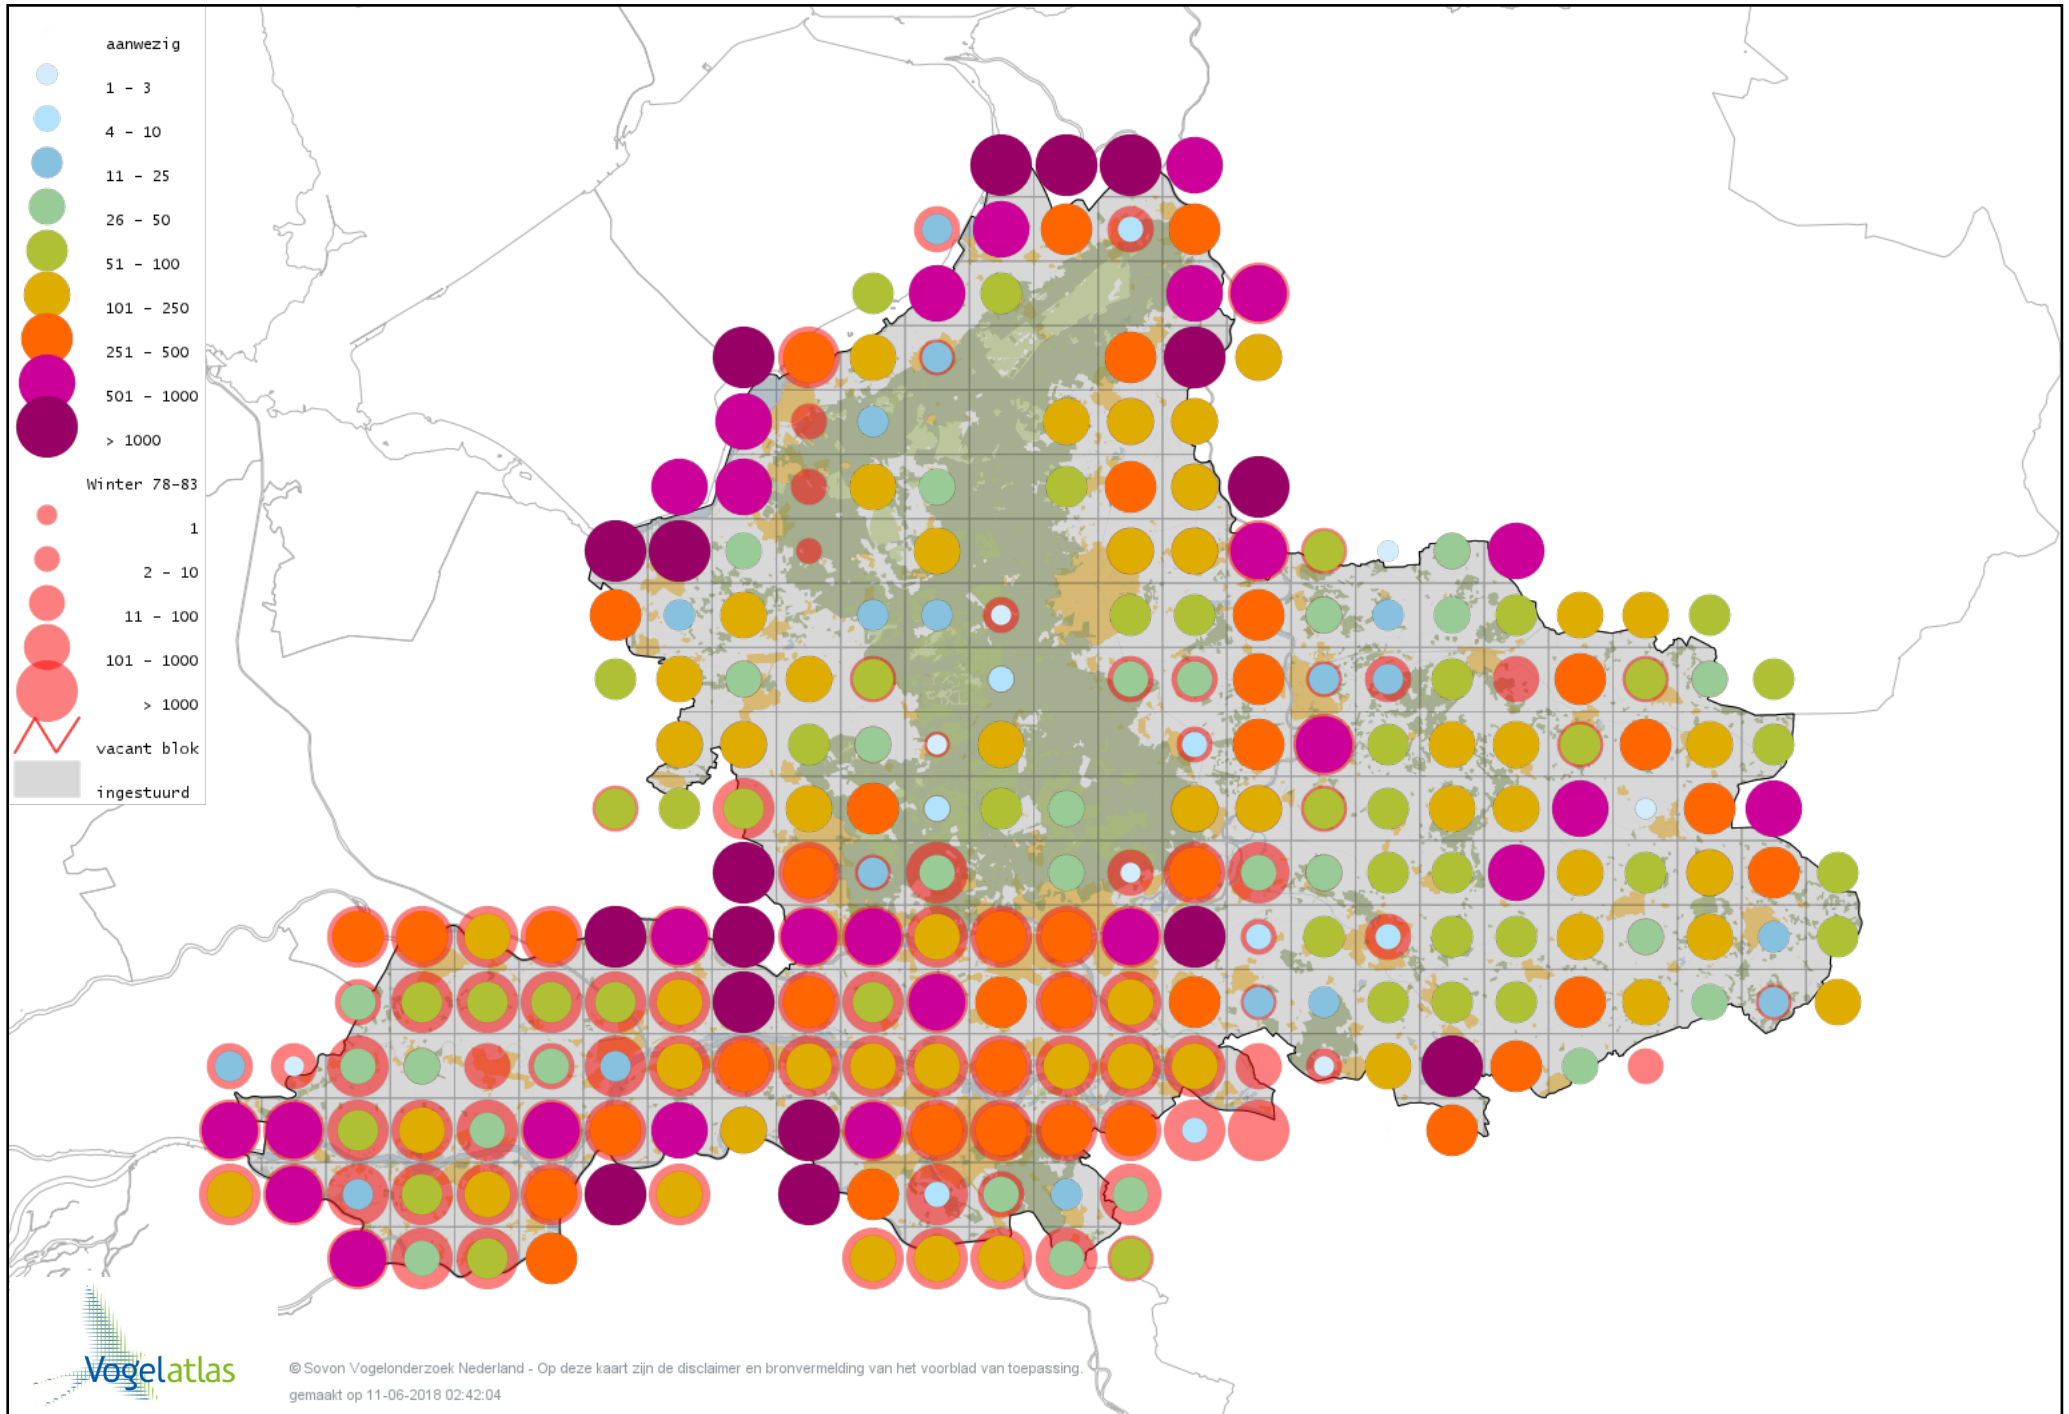 aanwezig
1 - 3
4 - 10
11 - 25
26 - 50
51 - 100
101 - 250
251 - 500
501 - 1000
> 1000
Winter 78-83
1
2 - 10
11 - 100
101 - 1000
> 1000
vacant blok
ingestuurd
Vogelatlas
© Sovon Vogelonderzoek Nederland - Op deze kaart zijn de disclaimer en bronvermelding van het voorblad van toepassing.
gemaakt op 11-06-2018 02:42:04